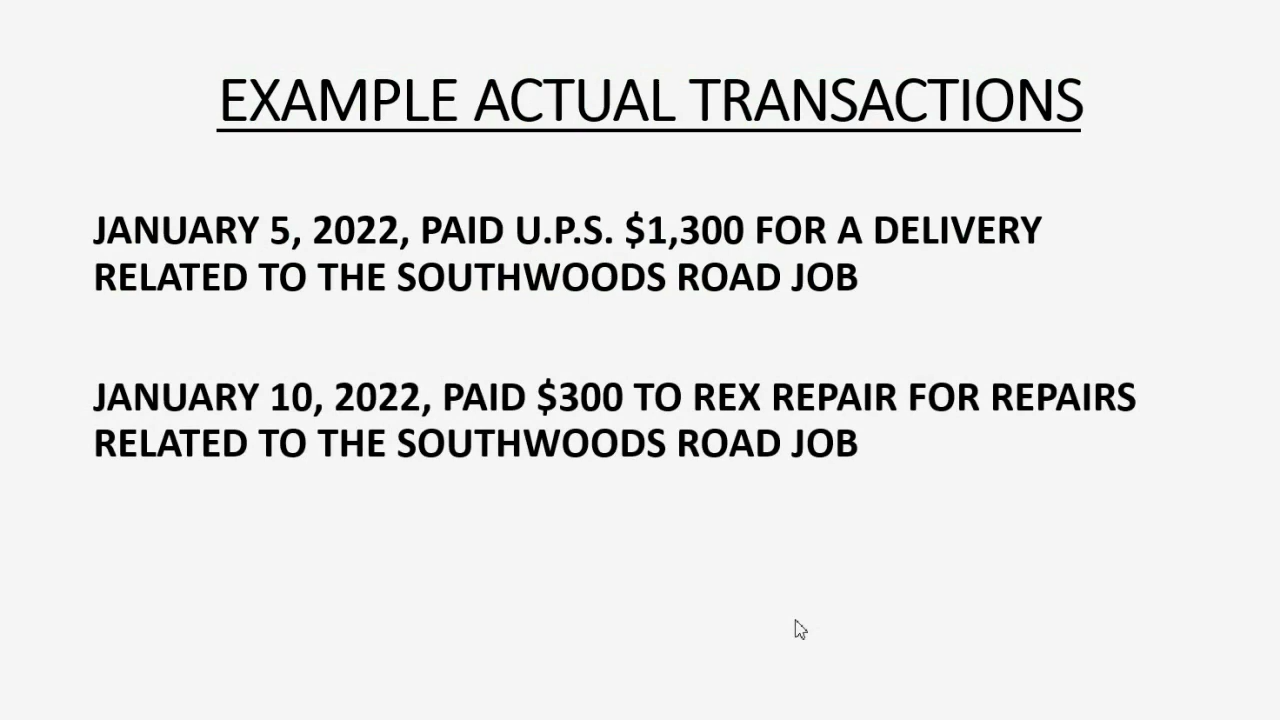 EXAMPLE ACTUAL TRANSACTIONS
JANUARY 5, 2022, PAID U.P.S. $1,300 FOR A DELIVERY
RELATED TO THE SOUTHWOODS ROAD JOB
JANUARY 10, 2022, PAID $300 TO REX REPAIR FOR REPAIRS
RELATED TO THE SOUTHWOODS ROAD JOB